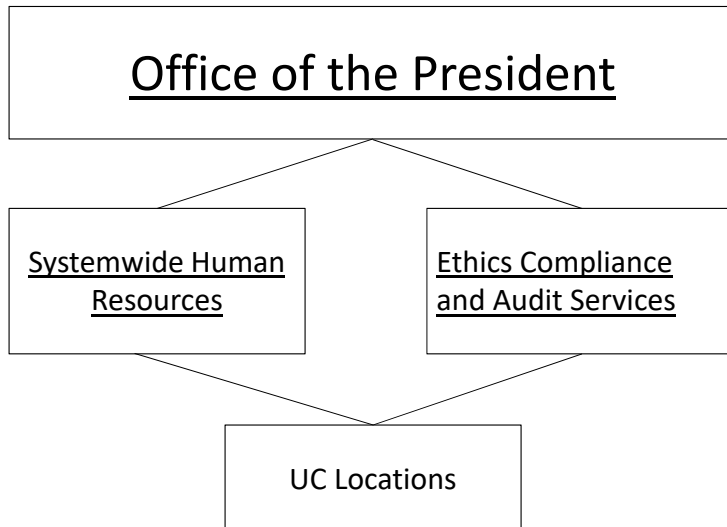 Office of the President
Systemwide Human
Resources
Ethics Compliance
and Audit Services
UC Locations